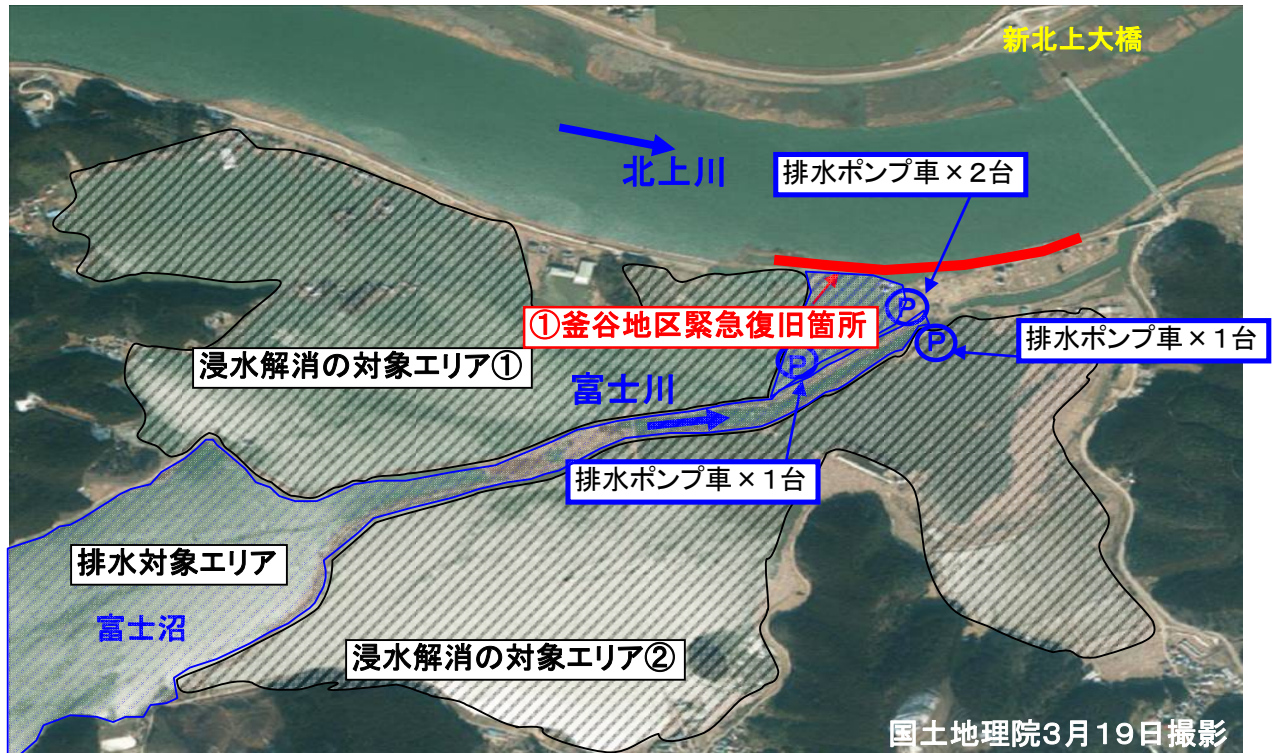 新北上大橋
北上川
排水ポンプ車×2台
①釜谷地区緊急復旧箇所
P
P
排水ポンプ車×1台
P
浸水解消の対象エリア①
富士川
排水ポンプ車×1台
排水対象エリア
富士沼
浸水解消の対象エリア②
国土地理院3月19日撮影